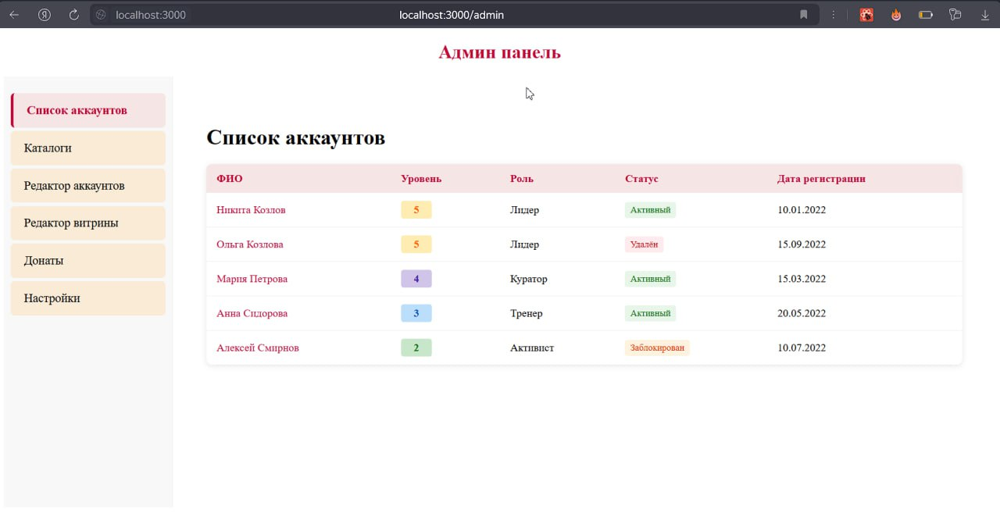 localhost:3000 localhost:3000/admin
Админ панель
Список аккаунтов
Каталоги
Редактор аккаунтов
Редактор витрины
Донаты
Настройки
Список аккаунтов
ФИО Уровень Роль Статус Дата регистрации
Никита Козлов 5 Лидер Активный 10.01.2022
Ольга Козлова 5 Лидер Удалён 15.09.2022
Мария Петрова 4 Куратор Активный 15.03.2022
Анна Сидорова 3 Тренер Активный 20.05.2022
Алексей Смирнов 2 Активист Заблокирован 10.07.2022